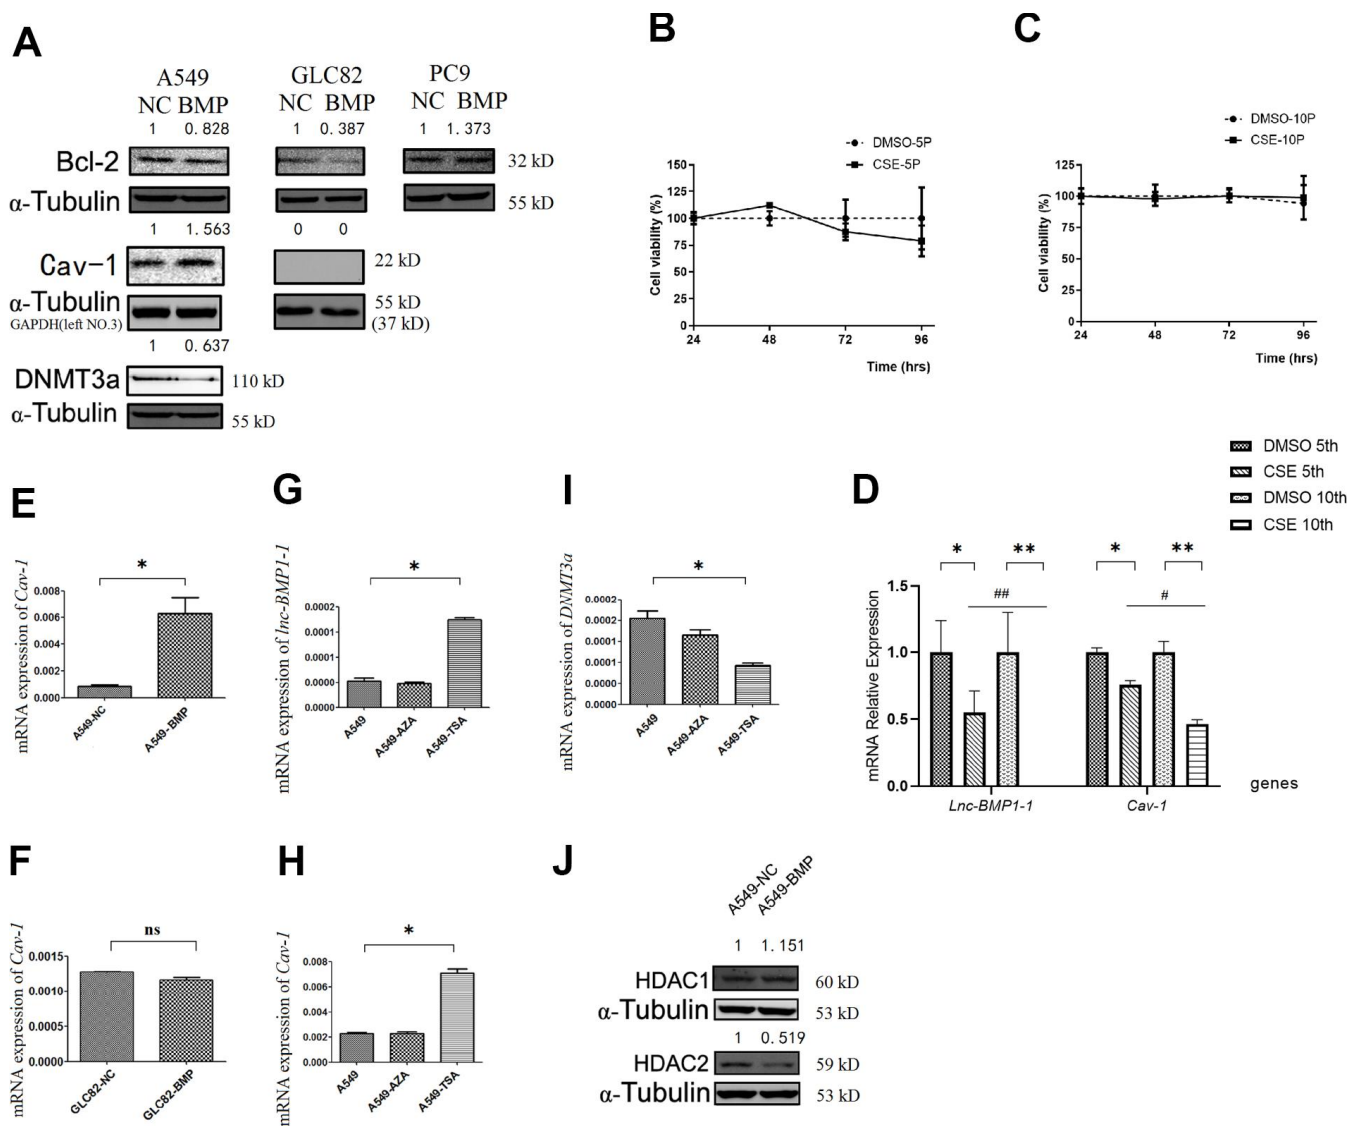 A
A549
NC BMP
1 0.828
GLC82
NC BMP
1 0.387
PC9
NC BMP
1 1.373
Bcl-2
32 kD
α-Tubulin
55 kD
1 1.563
0 0
Cav-1
22 kD
α-Tubulin
GAPDH(left NO.3)
55 kD
(37 kD)
1 0.637
DNMT3a
110 kD
α-Tubulin
55 kD
B
DMSO-5P
CSE-5P
Cell viability (%)
150
125
100
75
50
25
0
24 48 72 96
Time (hrs)
C
DMSO-10P
CSE-10P
Cell viability (%)
125
100
75
50
25
0
24 48 72 96
Time (hrs)
E
mRNA expression of Cav-1
0.008
0.006
0.004
0.002
0.000
*
A549-NC
A549-BMP
G
mRNA expression of lnc-BMP1-1
0.0002
0.0001
0.0001
0.0000
0.0000
*
A549
A549-AZA
A549-TSA
I
mRNA expression of DNMT3a
0.0002
0.0002
0.0001
0.0001
0.0000
0.0000
*
A549
A549-AZA
A549-TSA
D
DMSO 5th
CSE 5th
DMSO 10th
CSE 10th
mRNA Relative Expression
1.5
1.0
0.5
0.0
* ** * **
## #
Lnc-BMP1-1 Cav-1
genes
F
mRNA expression of Cav-1
0.0015
0.0010
0.0005
0.0000
ns
GLC82-NC
GLC82-BMP
H
mRNA expression of Cav-1
0.008
0.006
0.004
0.002
0.000
*
A549
A549-AZA
A549-TSA
J
A549-NC
A549-BMP
1 1.151
HDAC1
60 kD
α-Tubulin
53 kD
1 0.519
HDAC2
59 kD
α-Tubulin
53 kD